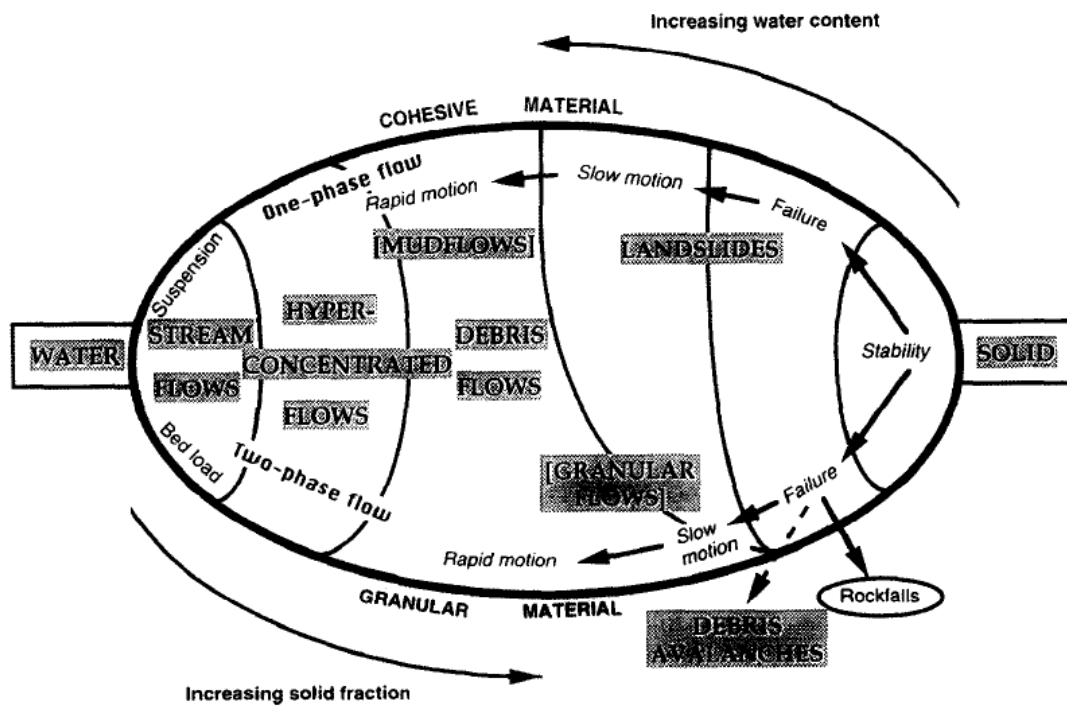 Increasing water content
COHESIVE MATERIAL
One-phase flow
Rapid motion
Slow motion
Failure
Suspension
[MUDFLOWS]
LANDSLIDES
WATER
STREAM
FLOWS
HYPER-
CONCENTRATED
FLOWS
DEBRIS
FLOWS
Stability
SOLID
Bed load
Two-phase flow
[GRANULAR
FLOWS]
Failure
Slow
motion
Rapid motion
Rockfalls
GRANULAR MATERIAL
DEBRIS
AVALANCHES
Increasing solid fraction